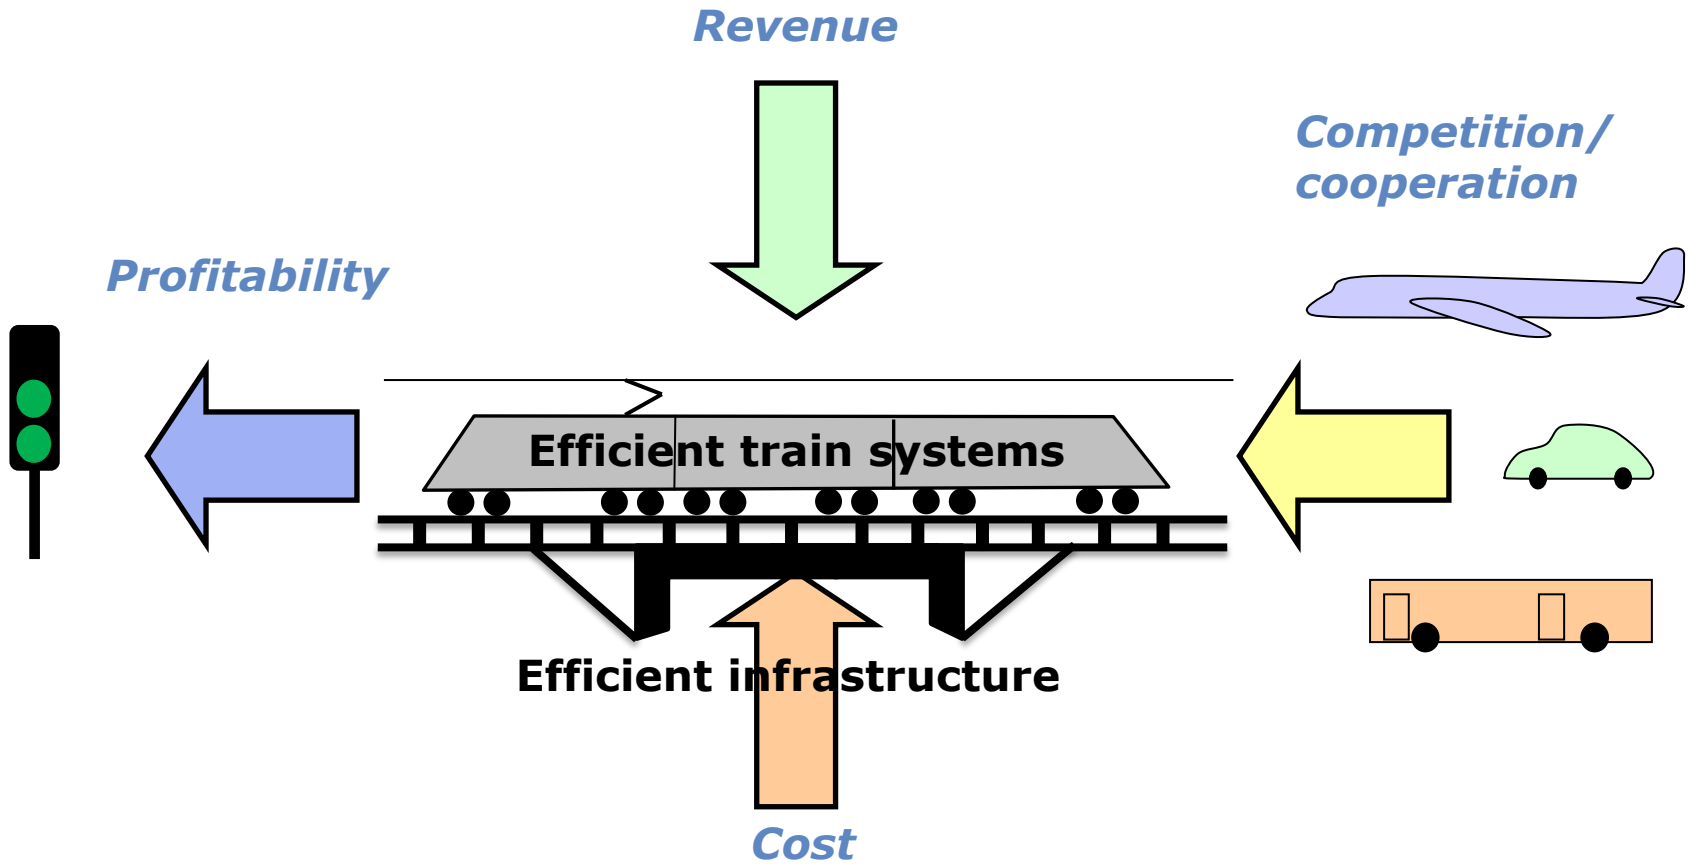 Revenue
Competition/
cooperation
Profitability
Efficient train systems
Efficient infrastructure
Cost